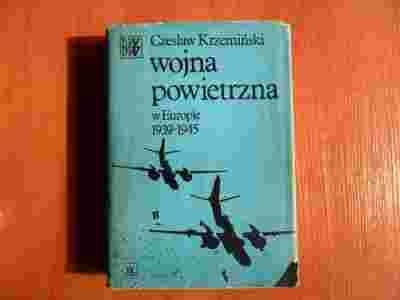 Czesław Krzemiński
wojna
powietrzna
w Europie
1939-1945